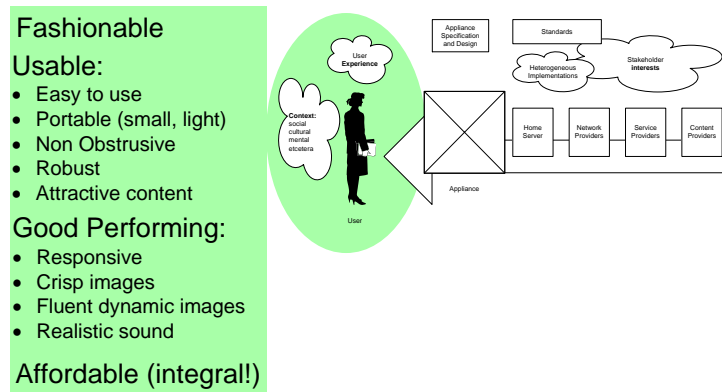 Fashionable
Usable:
• Easy to use
• Portable (small, light)
• Non Obstrusive
• Robust
• Attractive content
Good Performing:
• Responsive
• Crisp images
• Fluent dynamic images
• Realistic sound
Affordable (integral!)
User
Experience
Context:
social
cultural
mental
etcetera
User
Appliance
Specification
and Design
Standards
Heterogeneous
Implementations
Stakeholder
interests
Home
Server
Network
Providers
Service
Providers
Content
Providers
Appliance